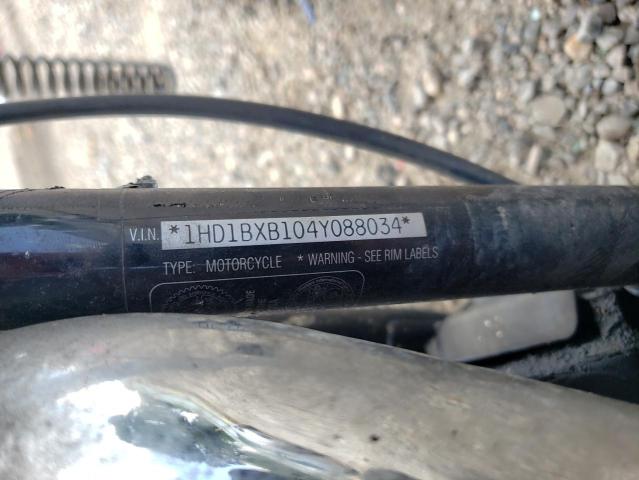 V.I.N. *1HD1BXB104Y088034*
TYPE: MOTORCYCLE * WARNING - SEE RIM LABELS